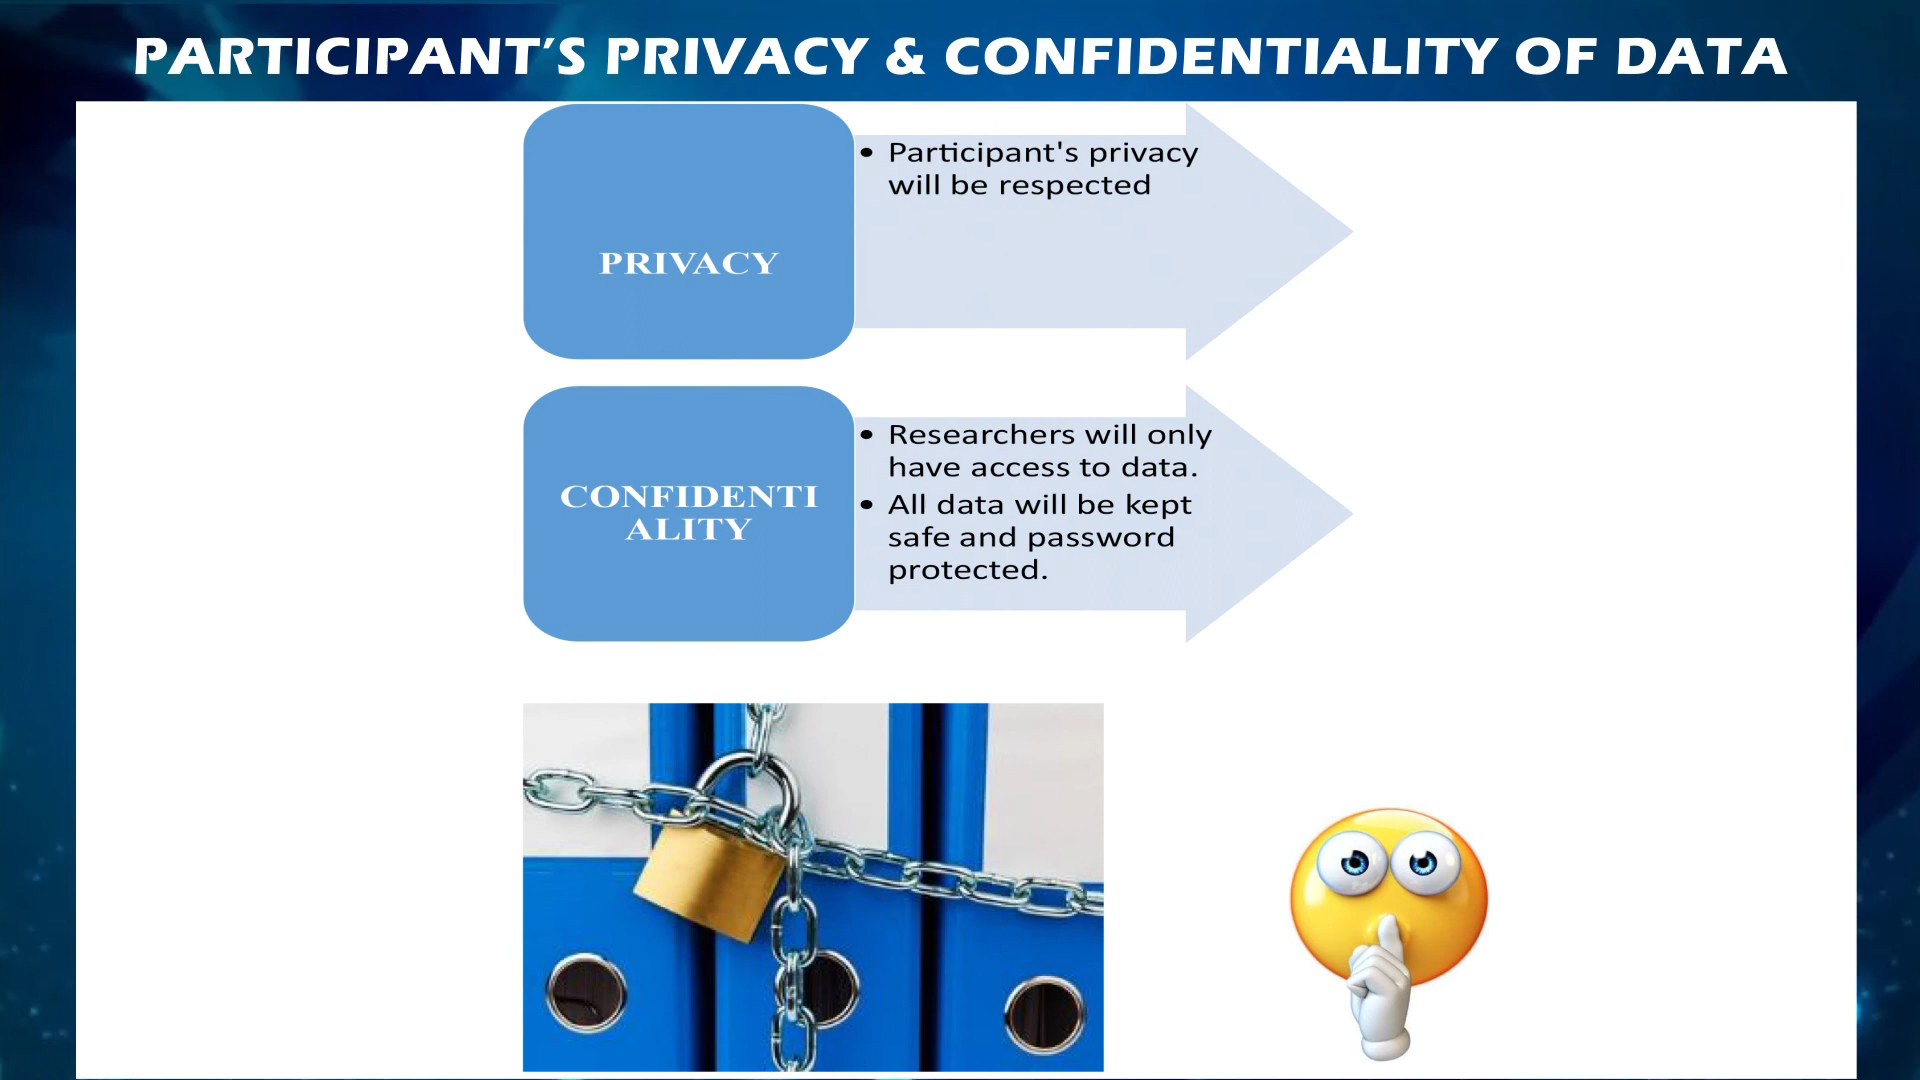 PARTICIPANT’S PRIVACY & CONFIDENTIALITY OF DATA
PRIVACY
• Participant's privacy
will be respected
CONFIDENTI
ALITY
• Researchers will only
have access to data.
• All data will be kept
safe and password
protected.